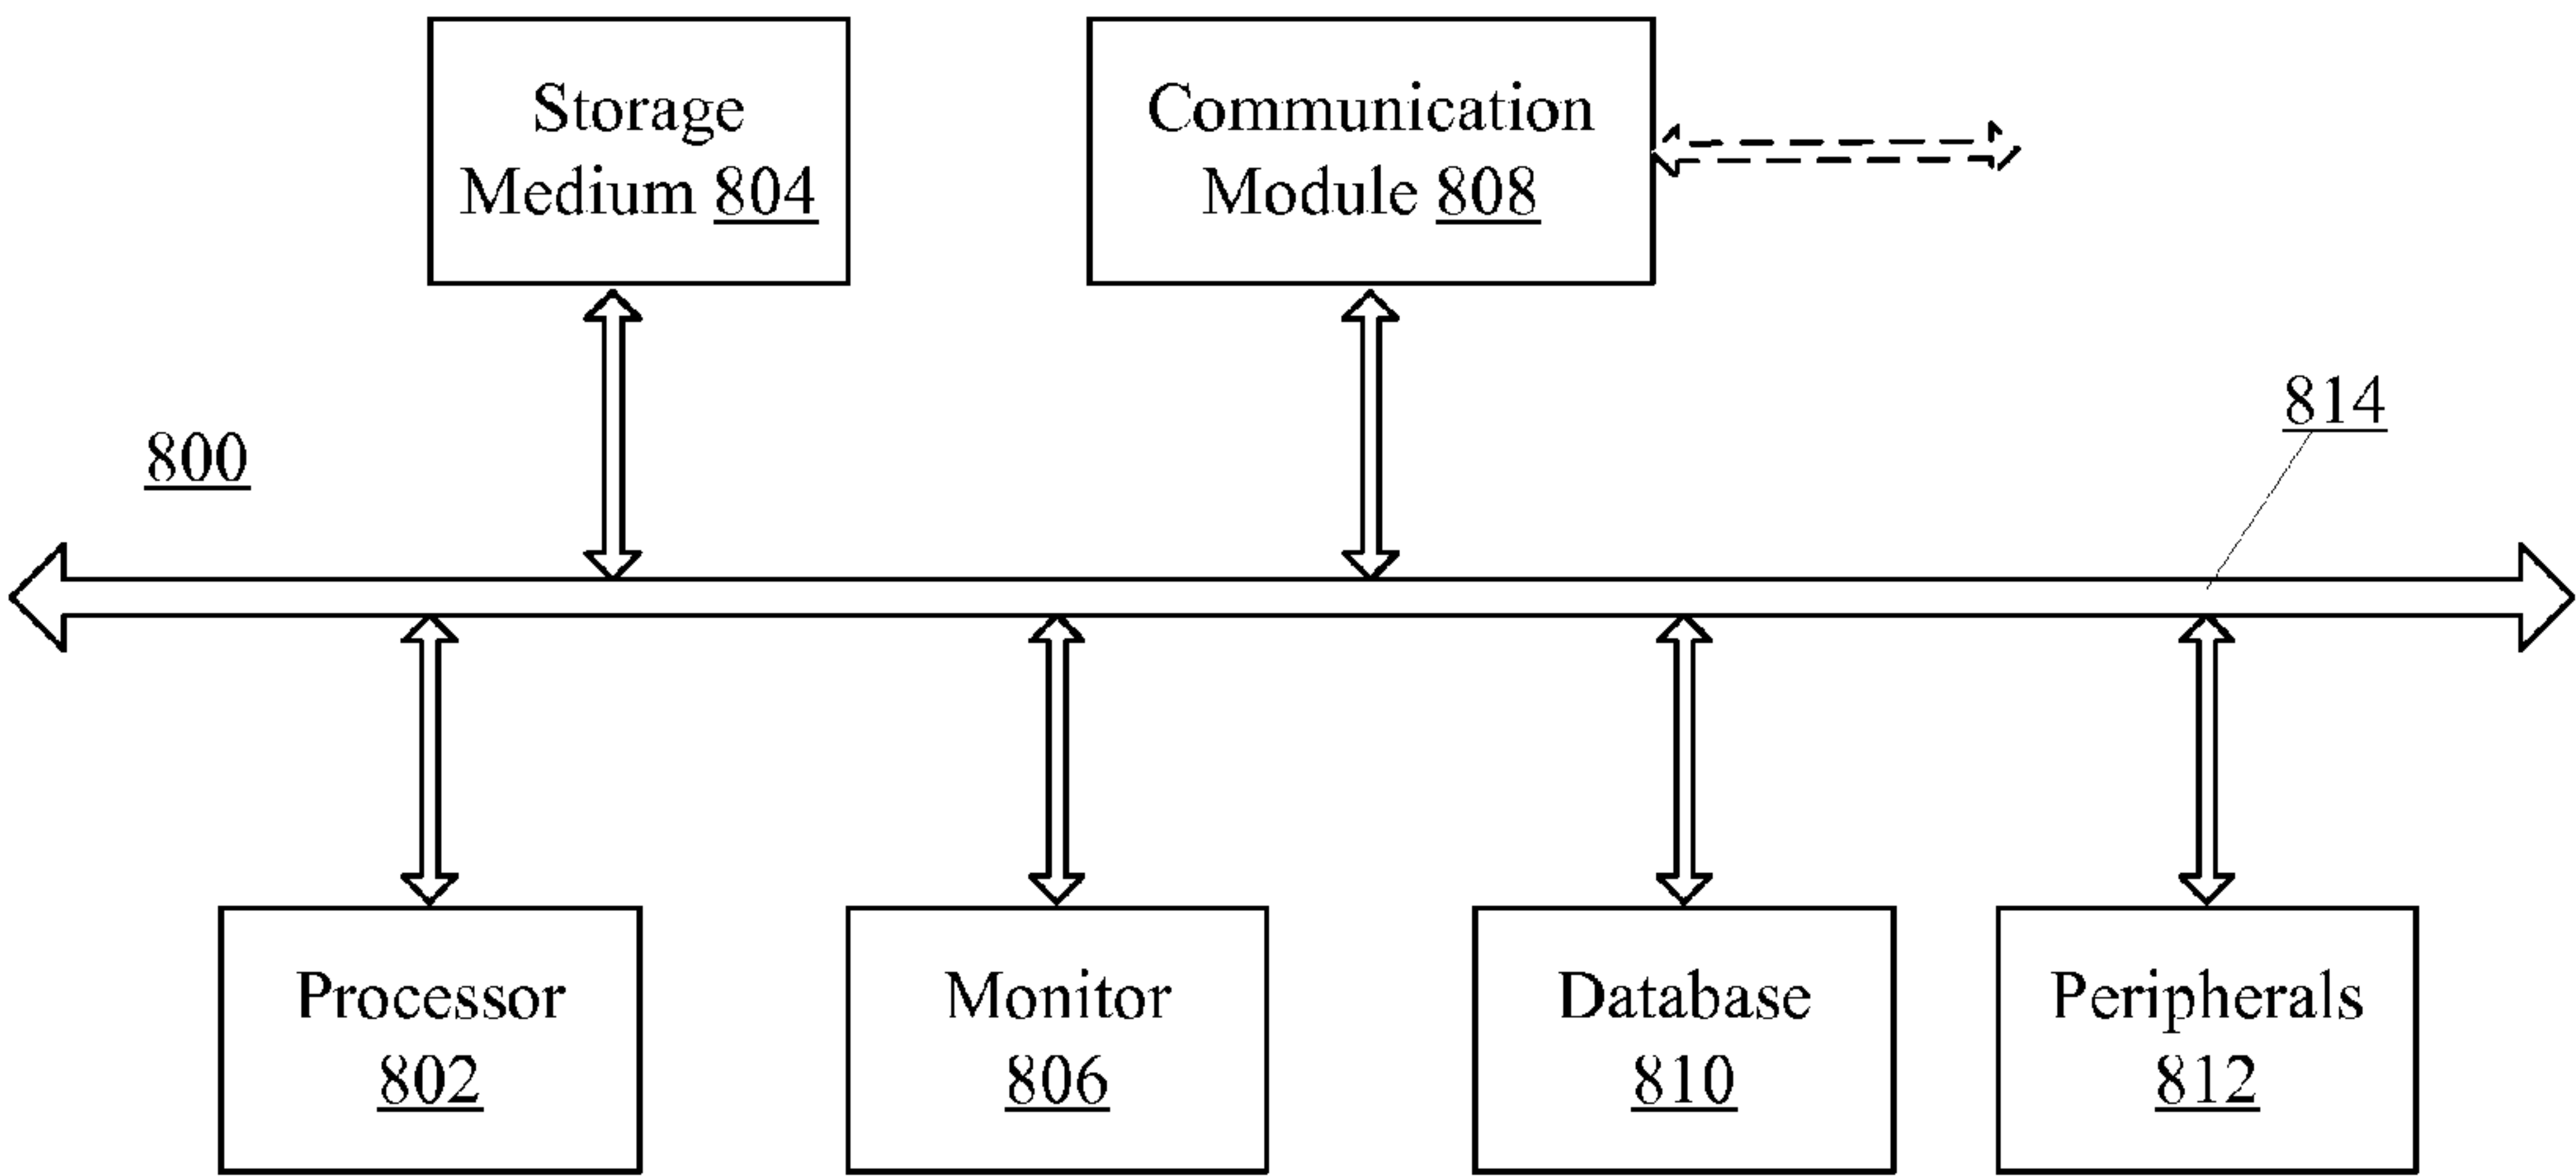 Storage
Medium 804
Communication
Module 808
800
814
Processor
802
Monitor
806
Database
810
Peripherals
812